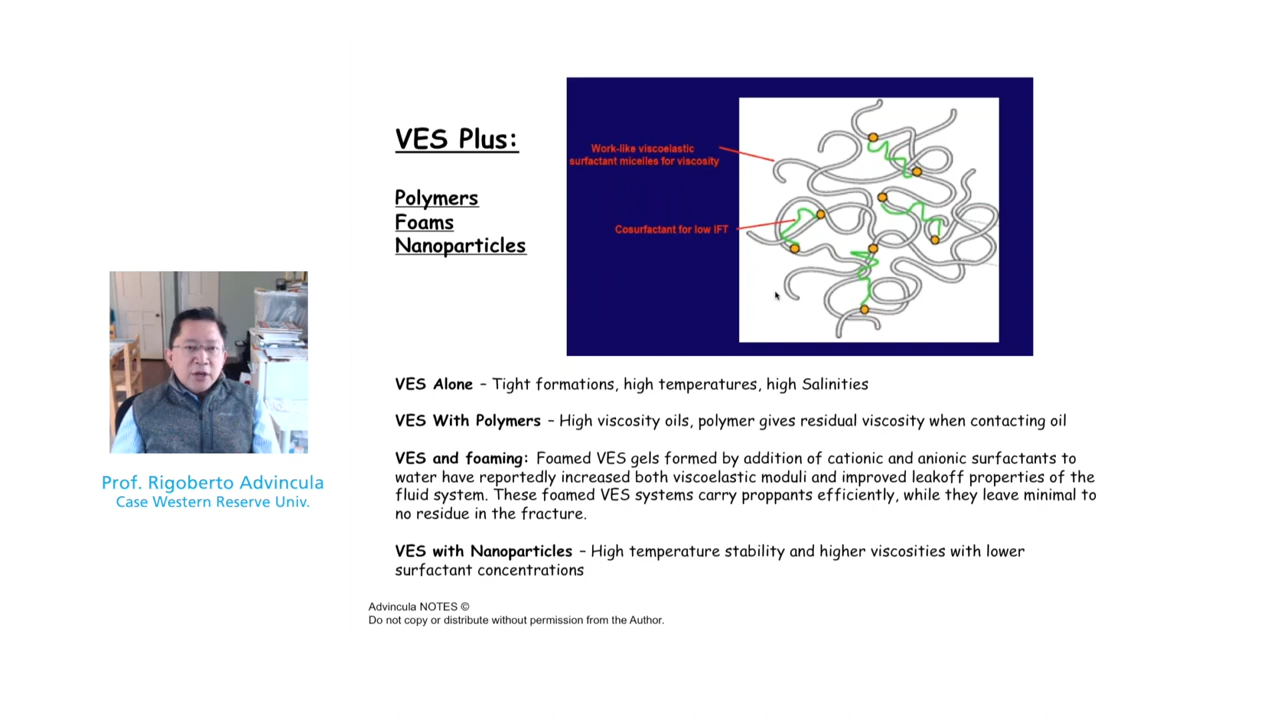 VES Plus:
Polymers
Foams
Nanoparticles
Work-like viscoelastic
surfactant micelles for viscosity
Cosurfactant for low IFT
Prof. Rigoberto Advincula
Case Western Reserve Univ.
VES Alone – Tight formations, high temperatures, high Salinities
VES With Polymers – High viscosity oils, polymer gives residual viscosity when contacting oil
VES and foaming: Foamed VES gels formed by addition of cationic and anionic surfactants to
water have reportedly increased both viscoelastic moduli and improved leakoff properties of the
fluid system. These foamed VES systems carry proppants efficiently, while they leave minimal to
no residue in the fracture.
VES with Nanoparticles – High temperature stability and higher viscosities with lower
surfactant concentrations
Advincula NOTES ©
Do not copy or distribute without permission from the Author.